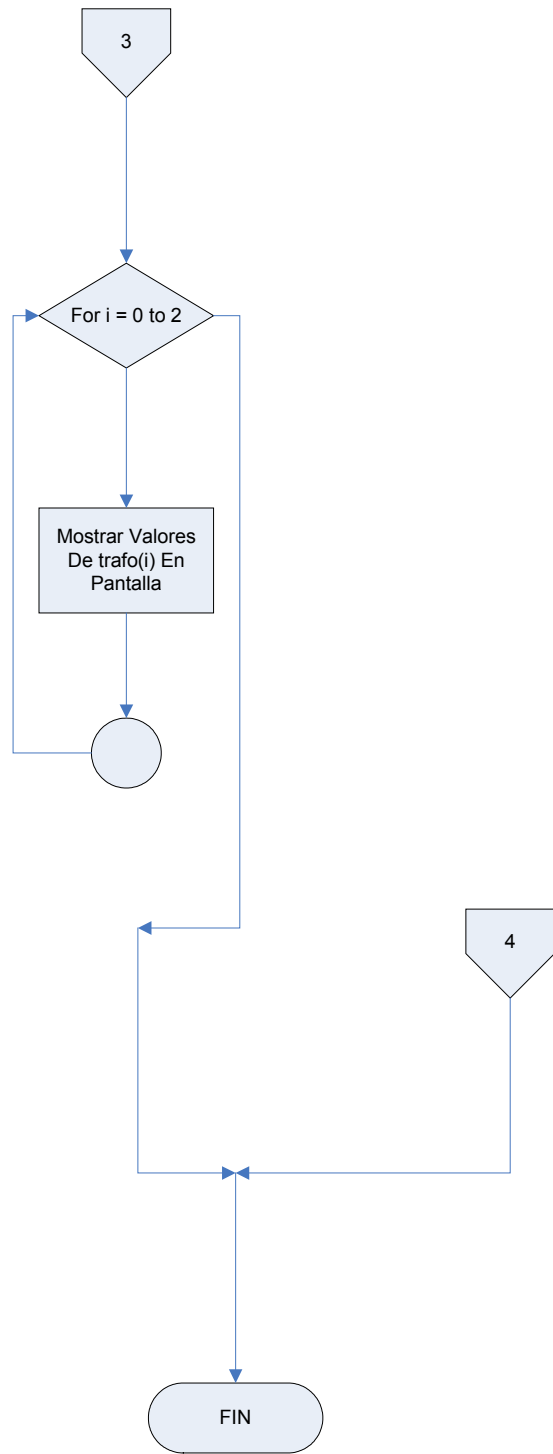 3
For i = 0 to 2
Mostrar Valores
De trafo(i) En
Pantalla
4
FIN